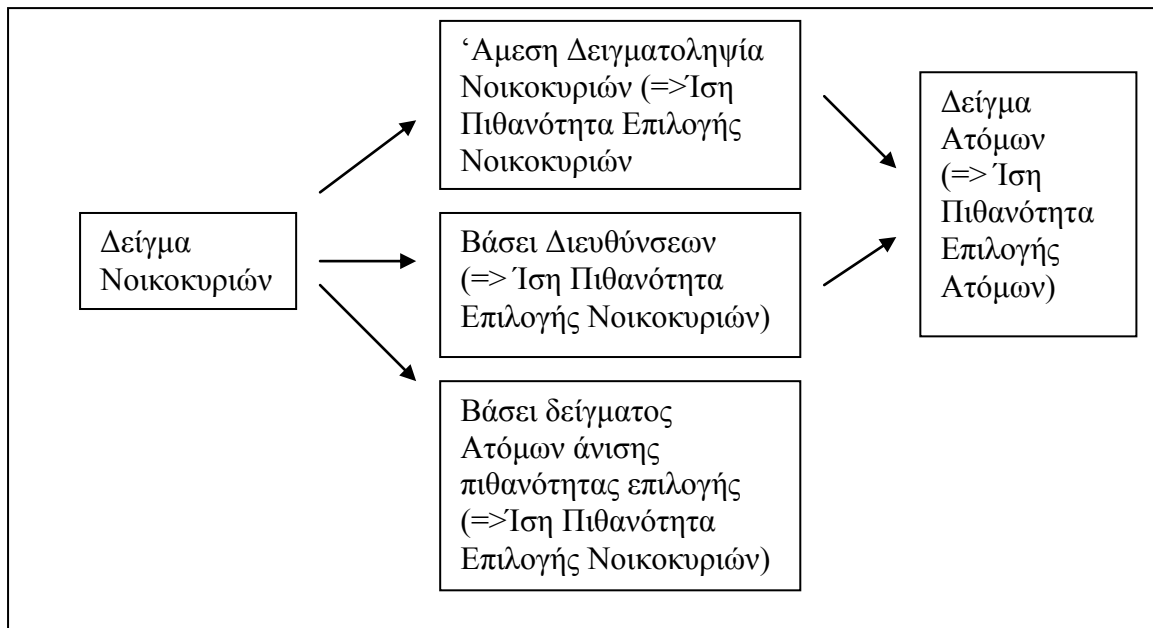 Δείγμα
Νοικοκυριών
‘Αμεση Δειγματοληψία
Νοικοκυριών (=>Ίση
Πιθανότητα Επιλογής
Νοικοκυριών
Βάσει Διευθύνσεων
(=> Ίση Πιθανότητα
Επιλογής Νοικοκυριών)
Βάσει δείγματος
Ατόμων άνισης
πιθανότητας επιλογής
(=>Ίση Πιθανότητα
Επιλογής Νοικοκυριών)
Δείγμα
Ατόμων
(=> Ίση
Πιθανότητα
Επιλογής
Ατόμων)